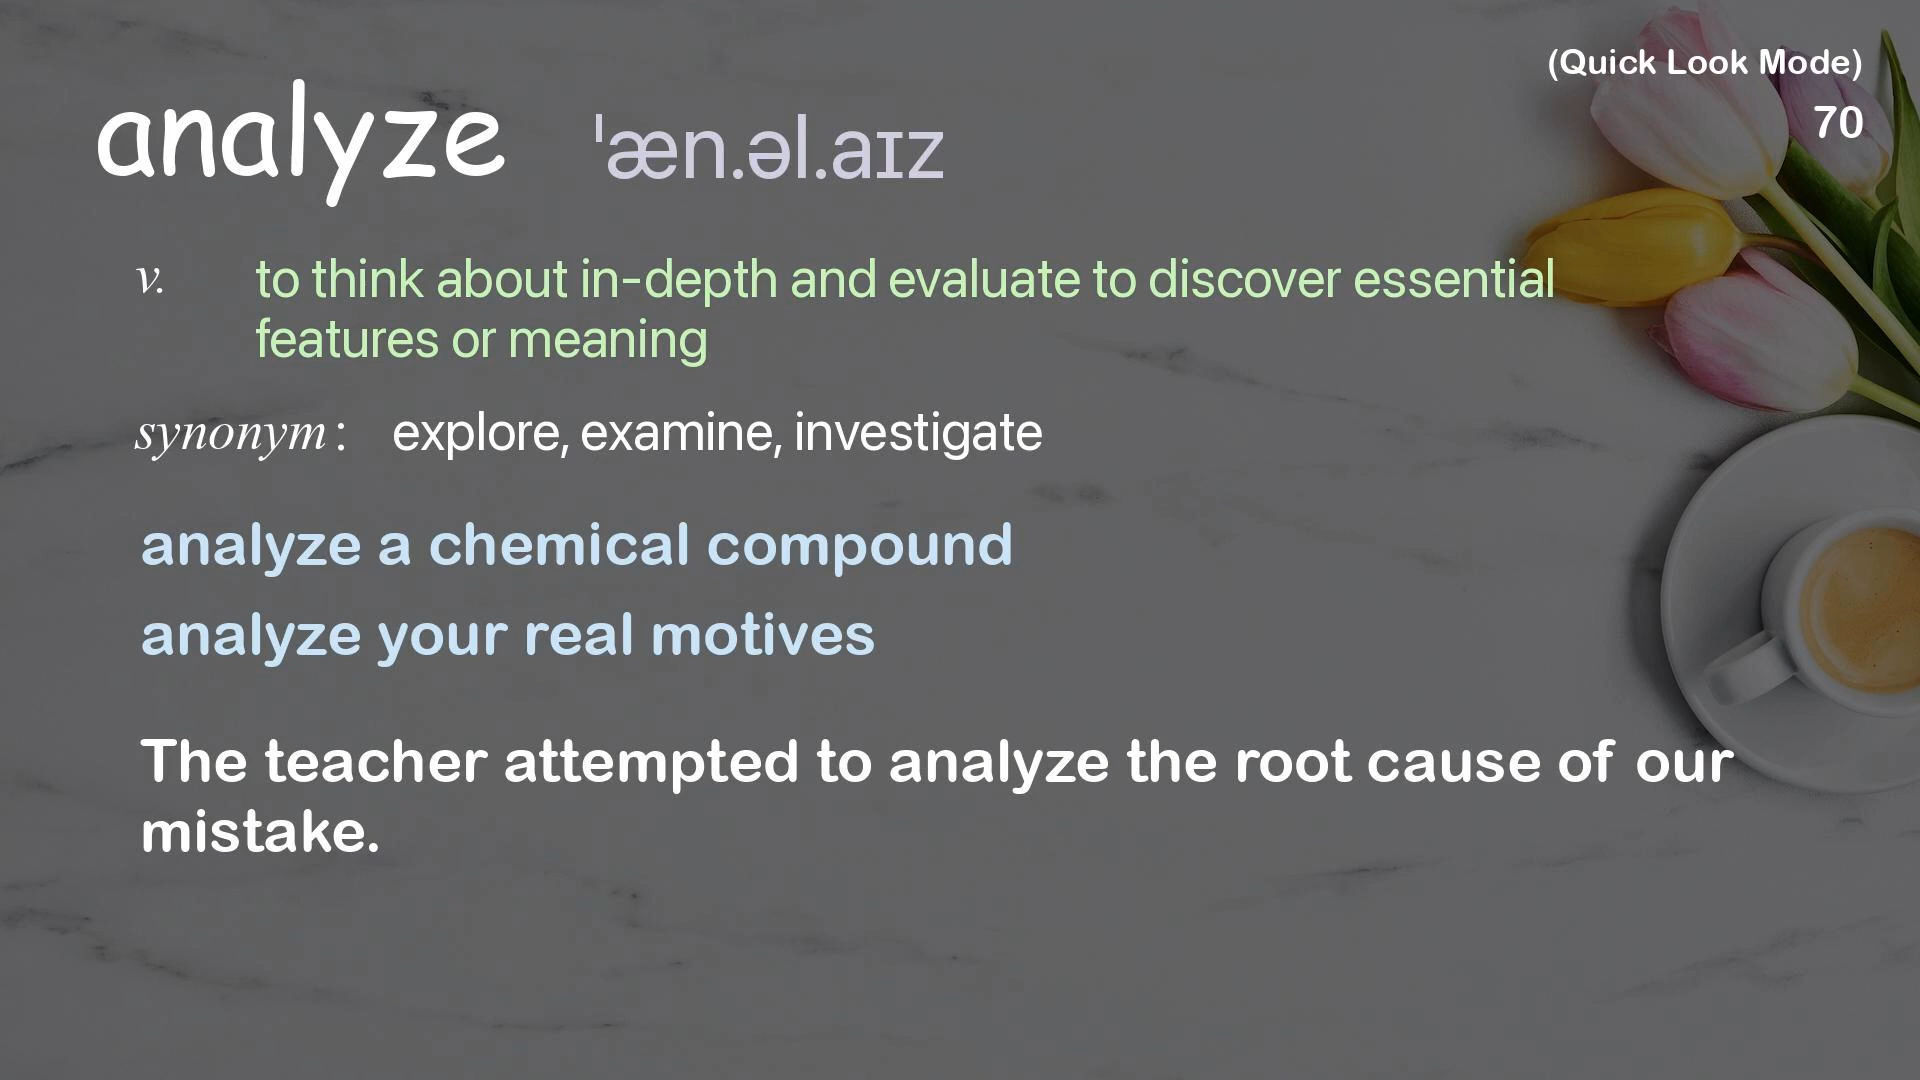 (Quick Look Mode)
70
analyze ˈæn.əl.aɪz
v. to think about in-depth and evaluate to discover essential
features or meaning
synonym : explore, examine, investigate
analyze a chemical compound
analyze your real motives
The teacher attempted to analyze the root cause of our
mistake.